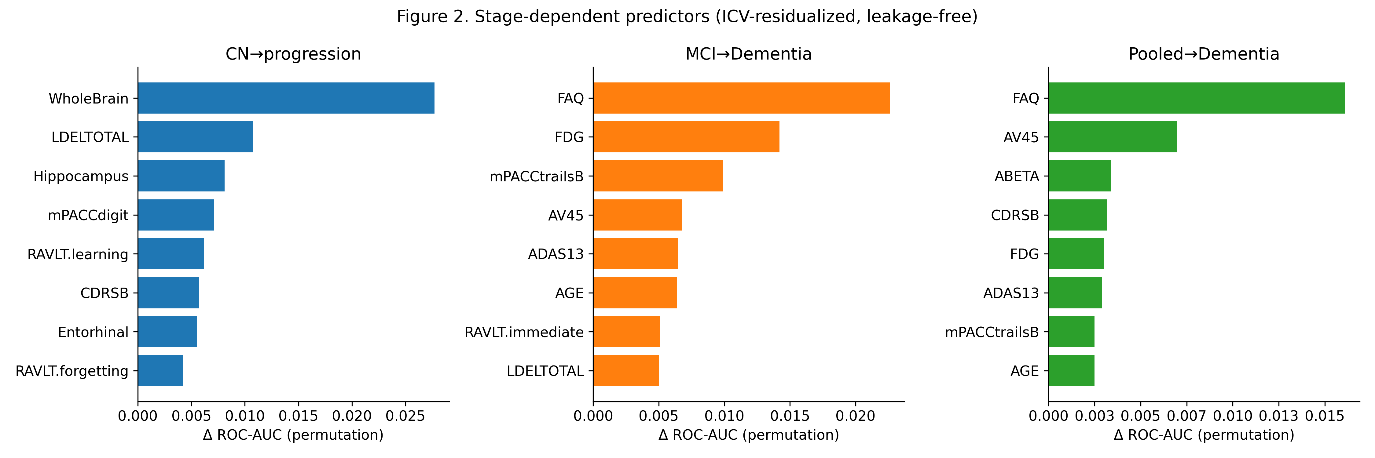 Figure 2. Stage-dependent predictors (ICV-residualized, leakage-free)
CN→progression
WholeBrain
LDELTOTAL
Hippocampus
mPACCdigit
RAVLT.learning
CDRSB
Entorhinal
RAVLT.forgetting
0.000 0.005 0.010 0.015 0.020 0.025
Δ ROC-AUC (permutation)
MCI→Dementia
FAQ
FDG
mPACCtrailsB
AV45
ADAS13
AGE
RAVLT.immediate
LDELTOTAL
0.000 0.005 0.010 0.015 0.020
Δ ROC-AUC (permutation)
Pooled→Dementia
FAQ
AV45
ABETA
CDRSB
FDG
ADAS13
mPACCtrailsB
AGE
0.000 0.003 0.005 0.007 0.010 0.013 0.015
Δ ROC-AUC (permutation)